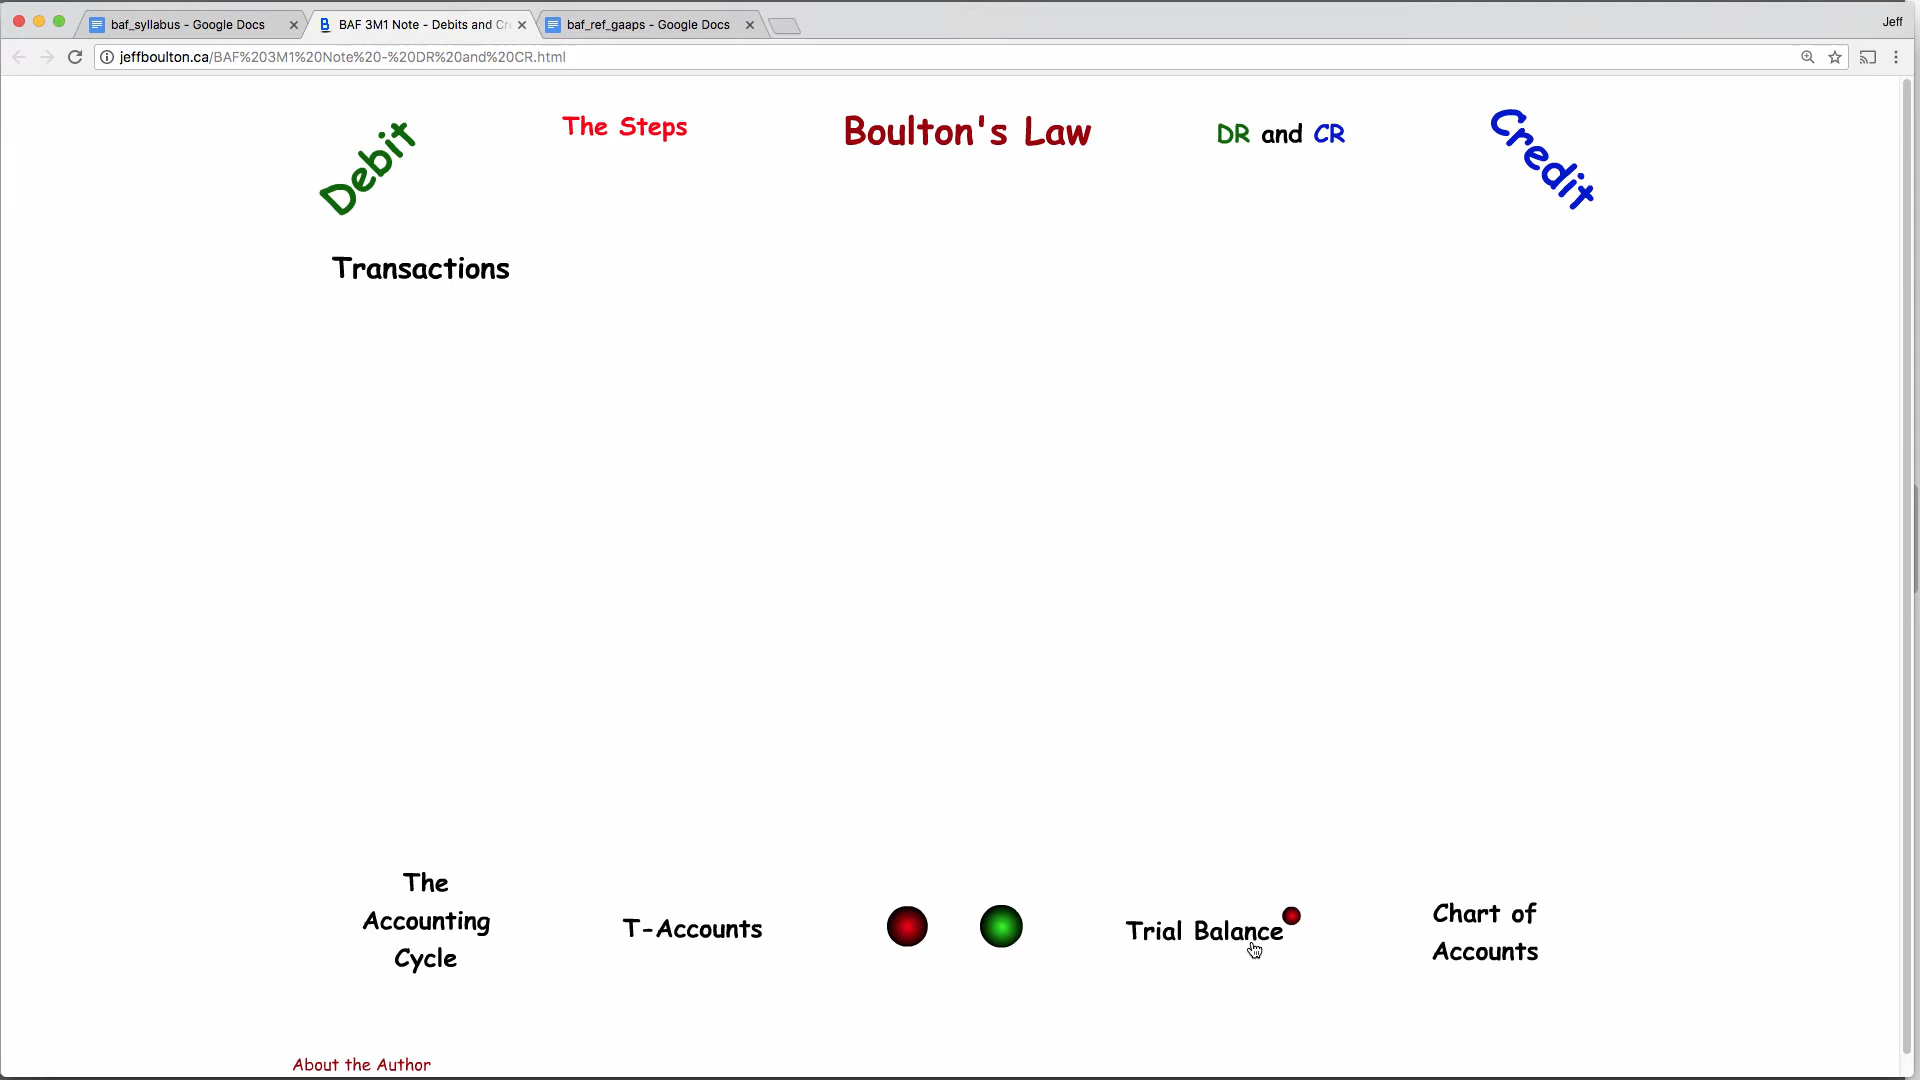 baf_syllabus - Google Docs
BAF 3M1 Note - Debits and Cr
baf_ref_gaaps - Google Docs
Jeff
jeffboulton.ca/BAF%203M1%20Note%20-%20DR%20and%20CR.html
Debit
The Steps
Boulton's Law
DR and CR
Credit
Transactions
The
Accounting
Cycle
T-Accounts
Trial Balance
Chart of
Accounts
About the Author